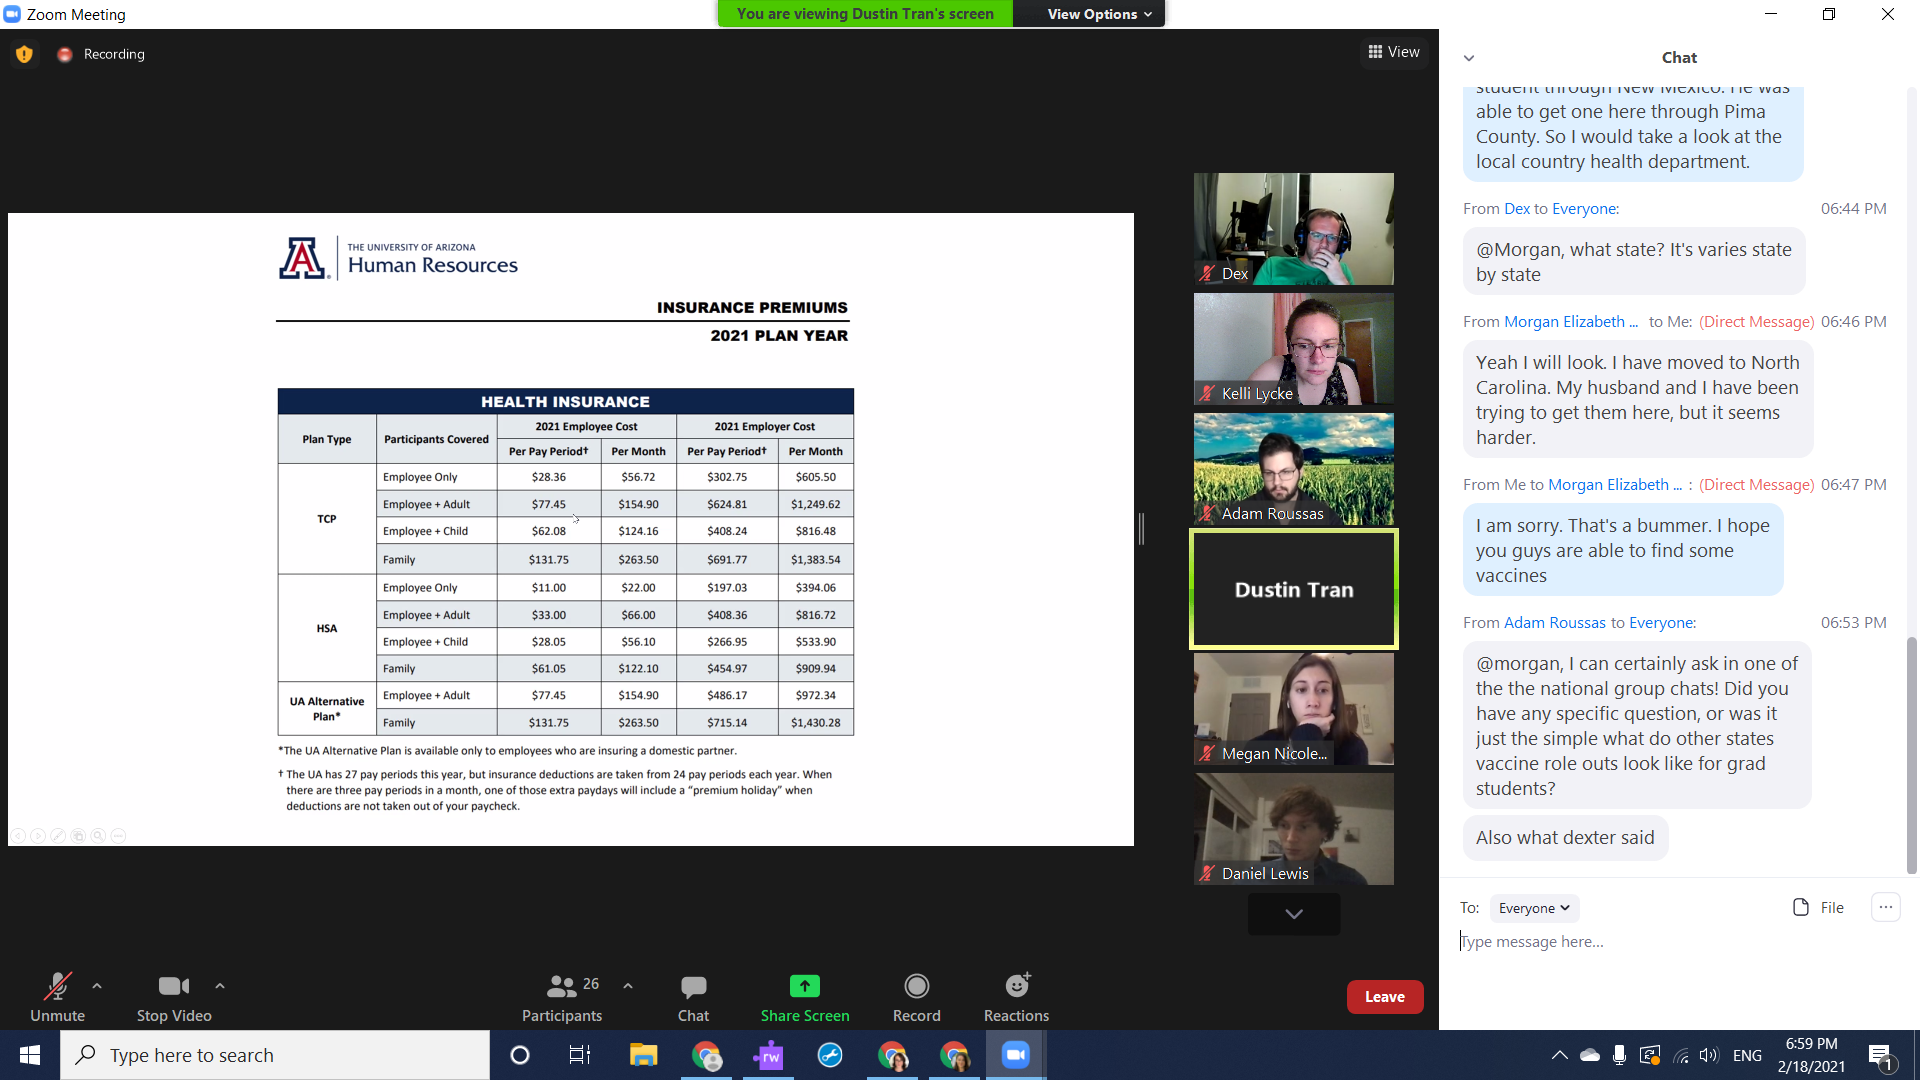 Zoom Meeting
You are viewing Dustin Tran's screen
View Options
Recording
View
Chat
THE UNIVERSITY OF ARIZONA
Human Resources
INSURANCE PREMIUMS
2021 PLAN YEAR
HEALTH INSURANCE
Plan Type Participants Covered 2021 Employee Cost 2021 Employer Cost
Per Pay Period† Per Month Per Pay Period† Per Month
TCP
Employee Only $28.36 $56.72 $302.75 $605.50
Employee + Adult $77.45 $154.90 $624.81 $1,249.62
Employee + Child $62.08 $124.16 $408.24 $816.48
Family $131.75 $263.50 $691.77 $1,383.54
HSA
Employee Only $11.00 $22.00 $197.03 $394.06
Employee + Adult $33.00 $66.00 $408.36 $816.72
Employee + Child $28.05 $56.10 $266.95 $533.90
Family $61.05 $122.10 $454.97 $909.94
UA Alternative
Plan*
Employee + Adult $77.45 $154.90 $486.17 $972.34
Family $131.75 $263.50 $715.14 $1,430.28
*The UA Alternative Plan is available only to employees who are insuring a domestic partner.
† The UA has 27 pay periods this year, but insurance deductions are taken from 24 pay periods each year. When
there are three pay periods in a month, one of those extra paydays will include a “premium holiday” when
deductions are not taken out of your paycheck.
Dex
Kelli Lycke
Adam Roussas
Dustin Tran
Megan Nicole...
Daniel Lewis
student through New Mexico. He was
able to get one here through Pima
County. So I would take a look at the
local country health department.
From Dex to Everyone: 06:44 PM
@Morgan, what state? It's varies state
by state
From Morgan Elizabeth ... to Me: (Direct Message) 06:46 PM
Yeah I will look. I have moved to North
Carolina. My husband and I have been
trying to get them here, but it seems
harder.
From Me to Morgan Elizabeth ... : (Direct Message) 06:47 PM
I am sorry. That's a bummer. I hope
you guys are able to find some
vaccines
From Adam Roussas to Everyone: 06:53 PM
@morgan, I can certainly ask in one of
the the national group chats! Did you
have any specific question, or was it
just the simple what do other states
vaccine role outs look like for grad
students?
Also what dexter said
To: Everyone File
Type message here...
Unmute
Stop Video
26
Participants
Chat
Share Screen
Record
Reactions
Leave
Type here to search
rw
ENG
6:59 PM
2/18/2021
1